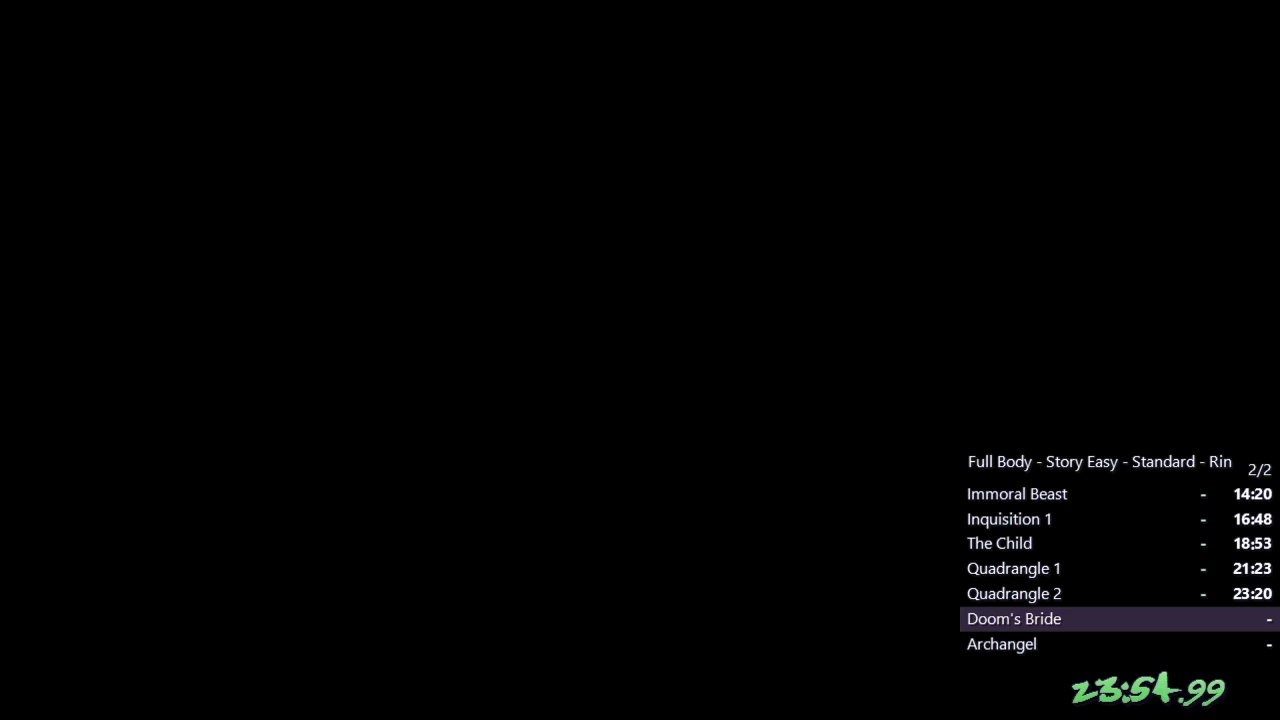 Full Body - Story Easy - Standard - Rin 2/2
Immoral Beast - 14:20
Inquisition 1 - 16:48
The Child - 18:53
Quadrangle 1 - 21:23
Quadrangle 2 - 23:20
Doom's Bride -
Archangel -
23:54.99